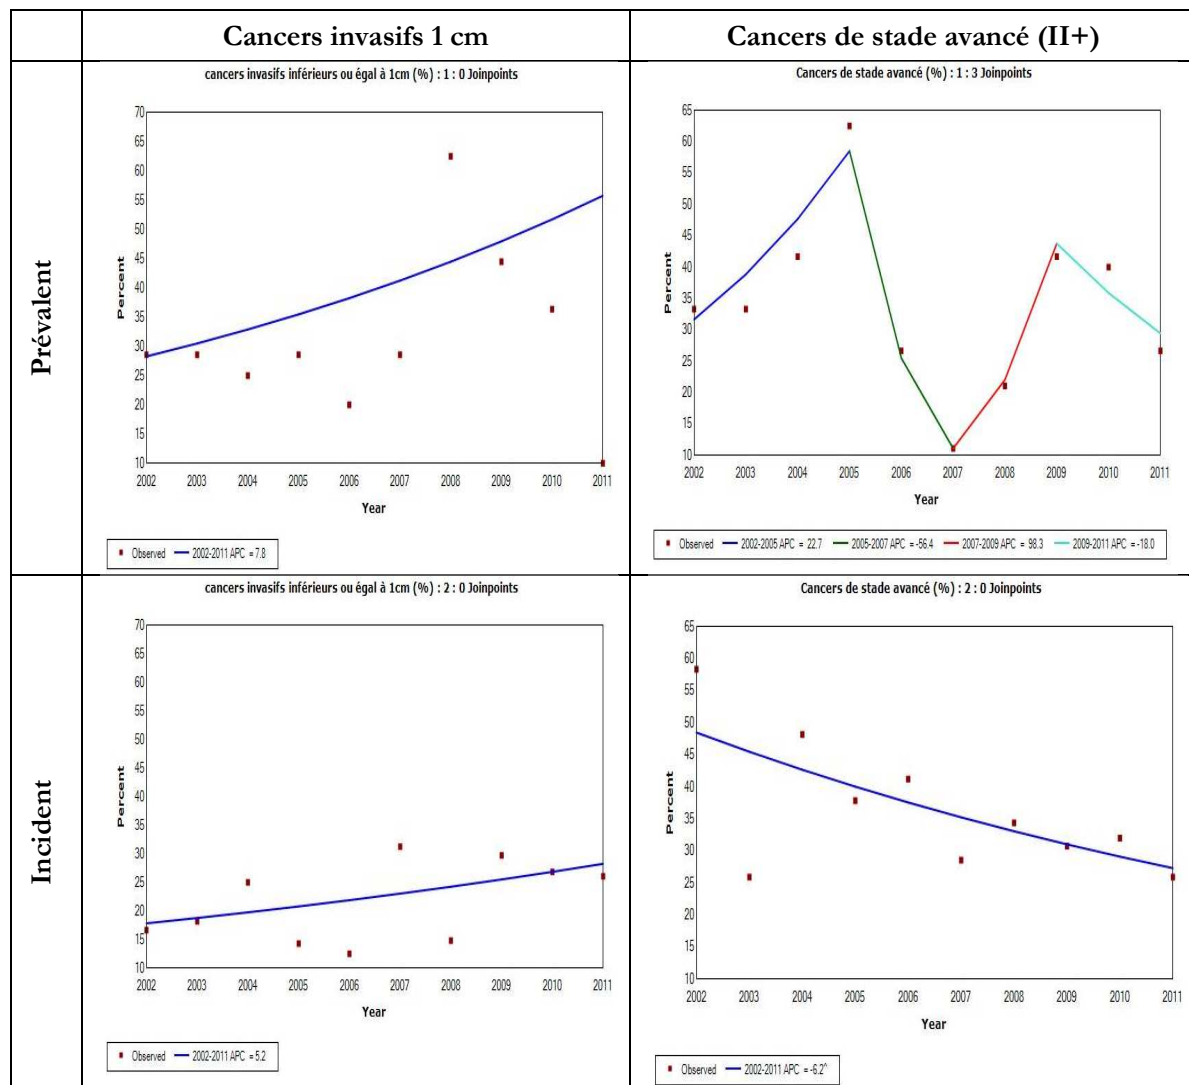 Cancers invasifs 1 cm
Cancers de stade avancé (II+)
Prévalent
cancers invasifs inférieurs ou égal à 1cm (%) : 1 : 0 Joinpoints
Percent
70
65
60
55
50
45
40
35
30
25
20
15
10
2002 2003 2004 2005 2006 2007 2008 2009 2010 2011
Year
Observed 2002-2011 APC = 7.8
Cancers de stade avancé (%) : 1 : 3 Joinpoints
Percent
65
60
55
50
45
40
35
30
25
20
15
10
2002 2003 2004 2005 2006 2007 2008 2009 2010 2011
Year
Observed 2002-2005 APC = 22.7 2005-2007 APC = -56.4 2007-2009 APC = 98.3 2009-2011 APC = -18.0
Incident
cancers invasifs inférieurs ou égal à 1cm (%) : 2 : 0 Joinpoints
Percent
70
65
60
55
50
45
40
35
30
25
20
15
10
2002 2003 2004 2005 2006 2007 2008 2009 2010 2011
Year
Observed 2002-2011 APC = 5.2
Cancers de stade avancé (%) : 2 : 0 Joinpoints
Percent
65
60
55
50
45
40
35
30
25
20
15
10
2002 2003 2004 2005 2006 2007 2008 2009 2010 2011
Year
Observed 2002-2011 APC = -6.2^